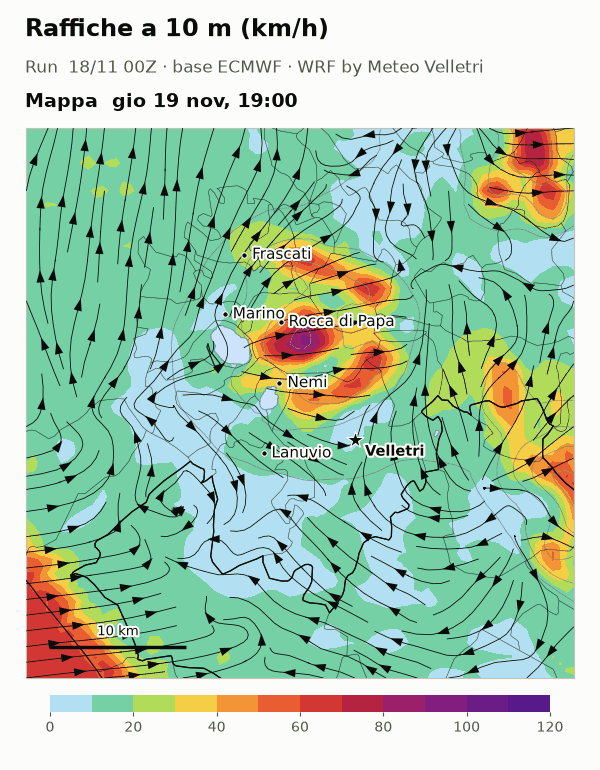 Raffiche a 10 m (km/h)
Run  18/11 00Z · base ECMWF · WRF by Meteo Velletri
Mappa  gio 19 nov, 19:00
Frascati
Marino
Rocca di Papa
Nemi
Velletri
Lanuvio
10 km
0 20 40 60 80 100 120